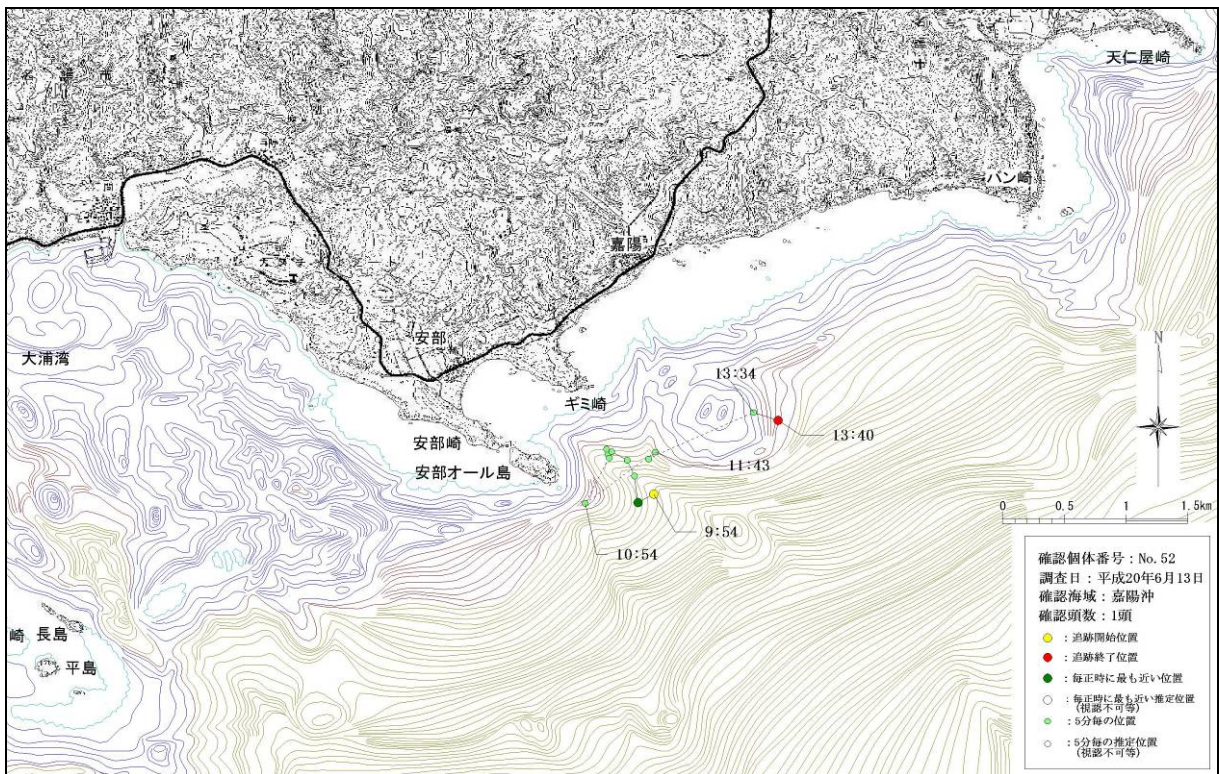 天仁屋崎
バン崎
嘉陽
安部
大浦湾
ギミ崎
安部崎
安部オール島
13:34
13:40
11:43
9:54
10:54
N
0 0.5 1 1.5km
崎
長島
平島
確認個体番号:No.52
調査日:平成20年6月13日
確認海域:嘉陽沖
確認頭数:1頭
:追跡開始位置
:追跡終了位置
:毎正時に最も近い位置
:毎正時に最も近い推定位置
(視認不可等)
:5分毎の位置
:5分毎の推定位置
(視認不可等)